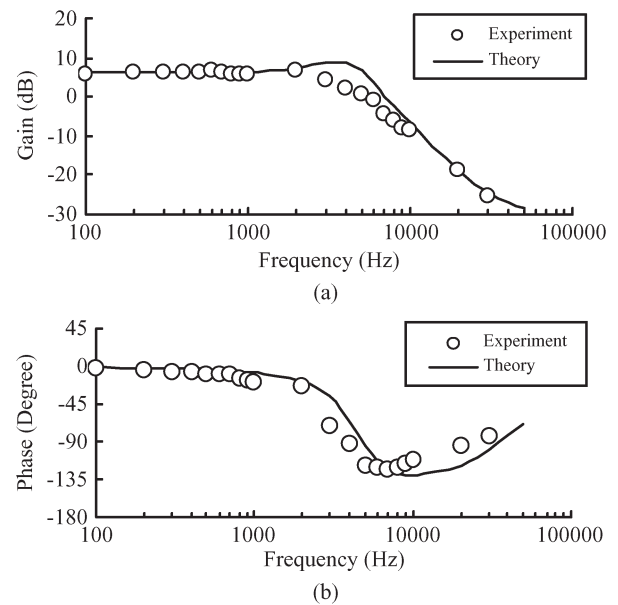 20
10
0
-10
-20
-30
Gain (dB)
Experiment
Theory
100
1000
10000
100000
Frequency (Hz)
(a)
45
0
-45
-90
-135
-180
Phase (Degree)
Experiment
Theory
100
1000
10000
100000
Frequency (Hz)
(b)